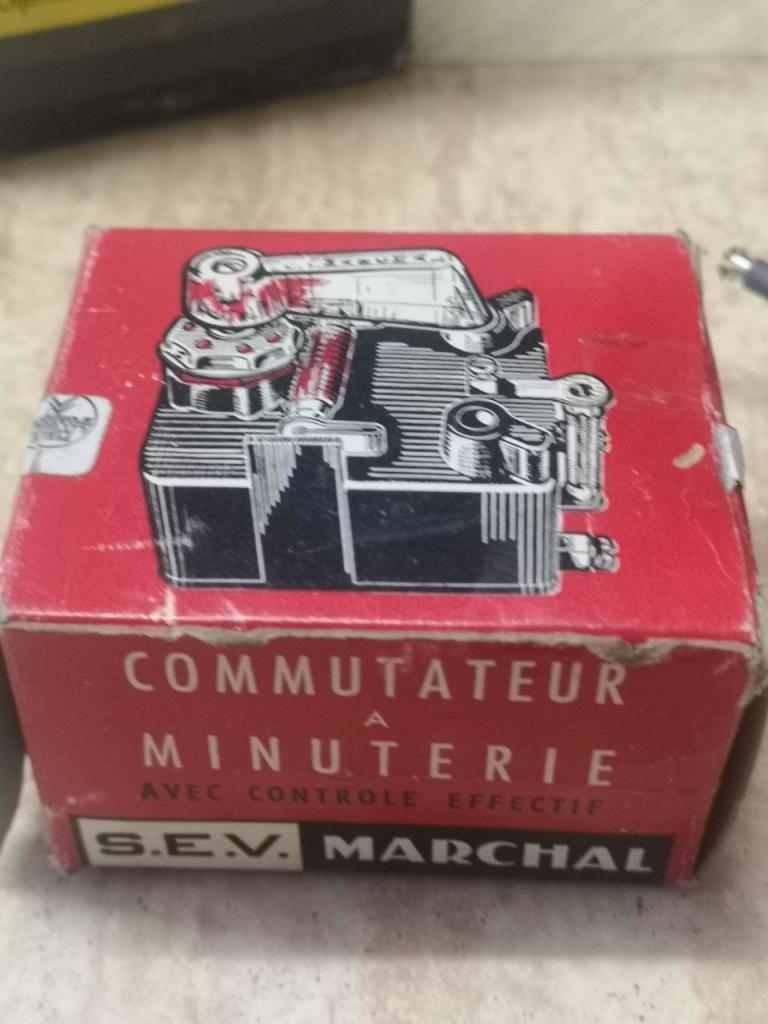 COMMUTATEUR
A
MINUTERIE
AVEC CONTROLE EFFECTIF
S.E.V. MARCHAL